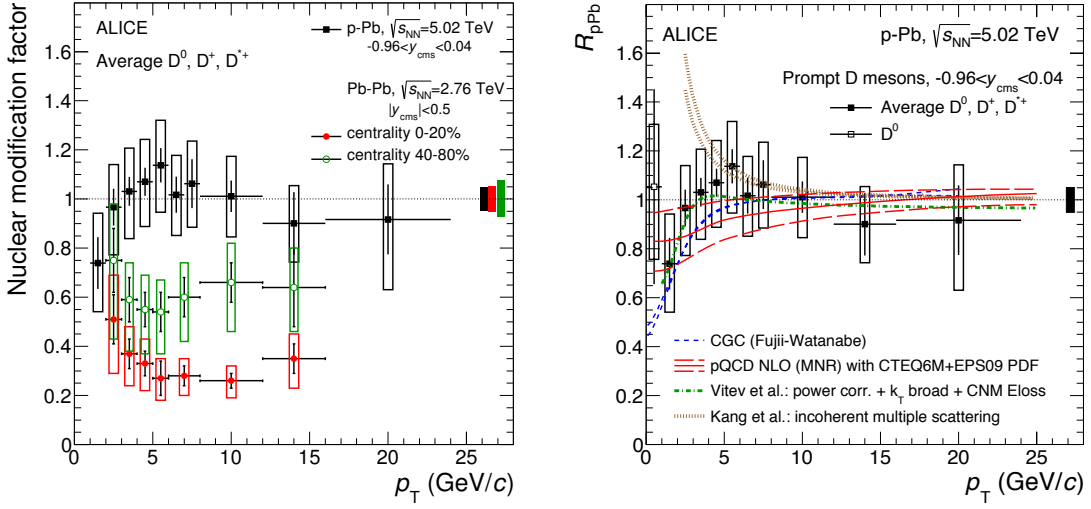 Nuclear modification factor
ALICE
Average D⁰, D⁺, D*⁺
p-Pb, √sNN=5.02 TeV
-0.96<ycms<0.04
Pb-Pb, √sNN=2.76 TeV
|ycms|<0.5
centrality 0-20%
centrality 40-80%
2
1.8
1.6
1.4
1.2
1
0.8
0.6
0.4
0.2
0
0 5 10 15 20 25
pT (GeV/c)
RpPb
ALICE
p-Pb, √sNN=5.02 TeV
Prompt D mesons, -0.96<ycms<0.04
Average D⁰, D⁺, D*⁺
D⁰
2
1.8
1.6
1.4
1.2
1
0.8
0.6
0.4
0.2
0
CGC (Fujii-Watanabe)
pQCD NLO (MNR) with CTEQ6M+EPS09 PDF
Vitev et al.: power corr. + kT broad + CNM Eloss
Kang et al.: incoherent multiple scattering
0 5 10 15 20 25
pT (GeV/c)